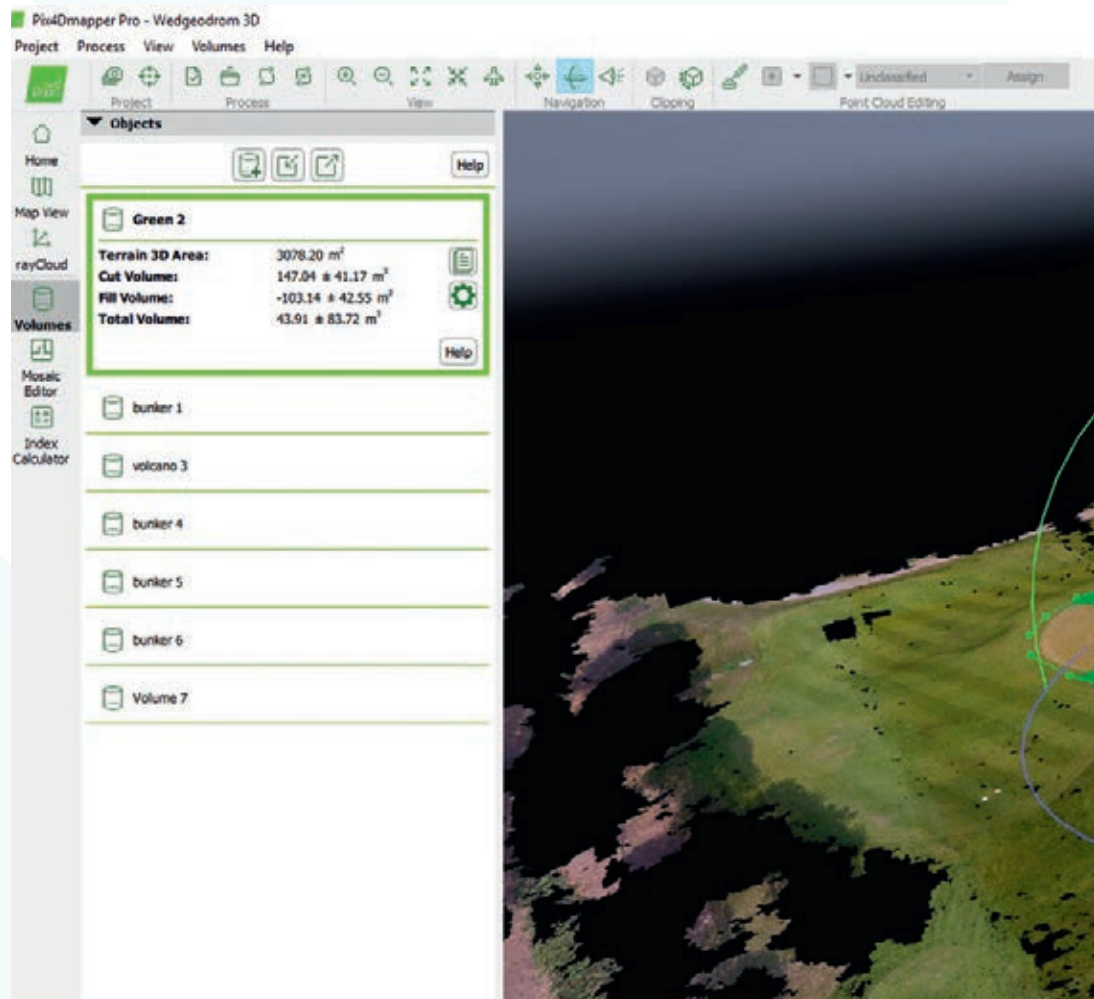 Pix4Dmapper Pro - Wedgeodrom 3D
Project Process View Volumes Help
Unclassified Assign
Project Process View Navigation Clipping Point Cloud Editing
Home
Map View
rayCloud
Volumes
Mosaic
Editor
Index
Calculator
Objects
Help
Green 2
Terrain 3D Area: 3078.20 m²
Cut Volume: 147.04 ± 41.17 m³
Fill Volume: -103.14 ± 42.55 m³
Total Volume: 43.91 ± 83.72 m³
Help
bunker 1
volcano 3
bunker 4
bunker 5
bunker 6
Volume 7